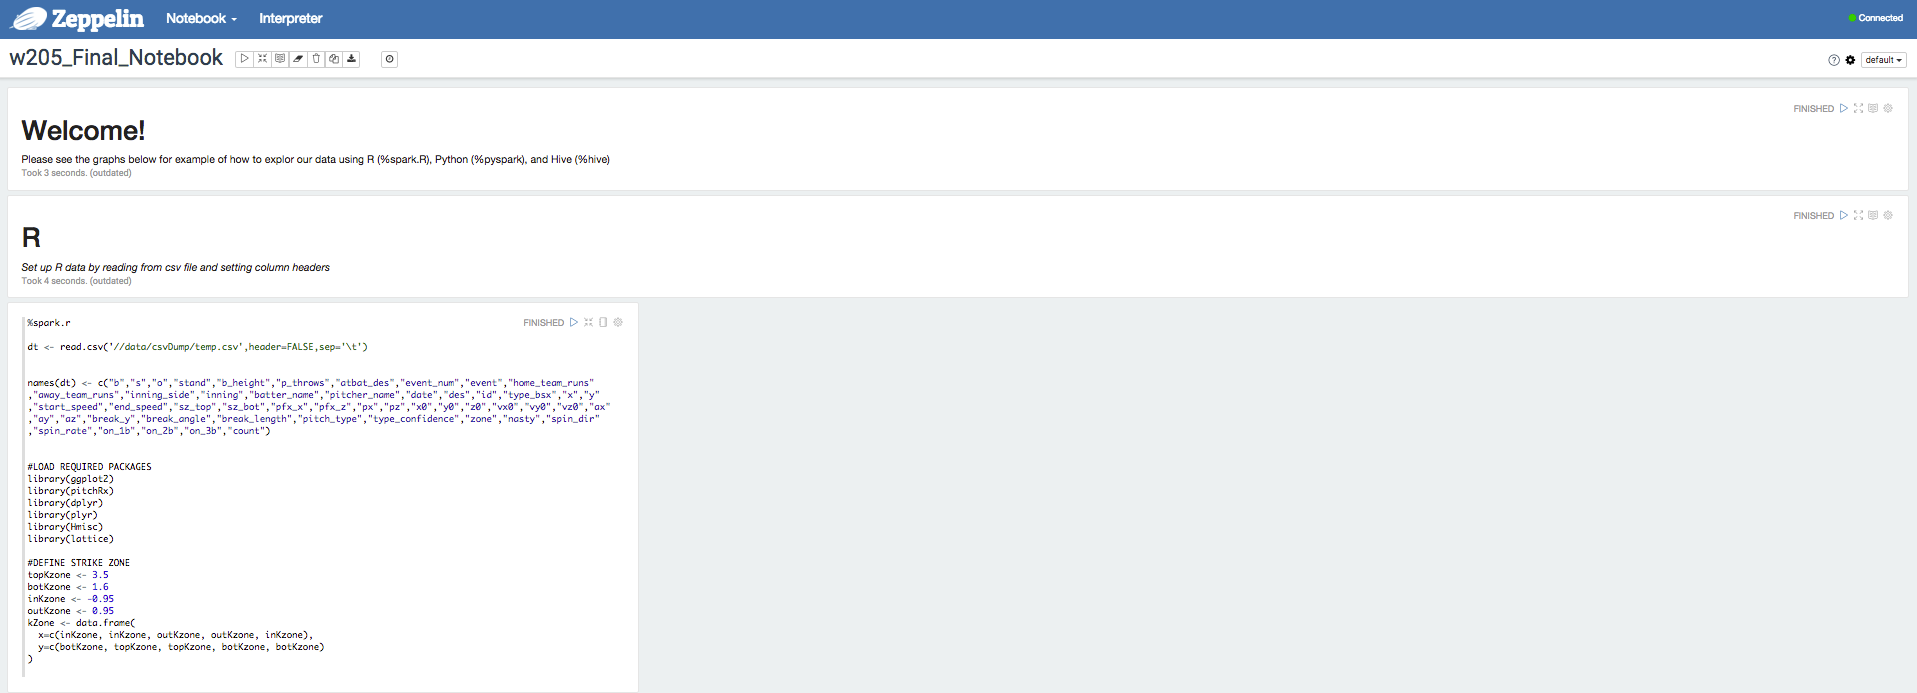 Zeppelin Notebook Interpreter Connected
w205_Final_Notebook default
FINISHED
Welcome!
Please see the graphs below for example of how to explor our data using R (%spark.R), Python (%pyspark), and Hive (%hive)
Took 3 seconds. (outdated)
FINISHED
R
Set up R data by reading from csv file and setting column headers
Took 4 seconds. (outdated)
FINISHED
%spark.r
dt <- read.csv('//data/csvDump/temp.csv',header=FALSE,sep='\t')
names(dt) <- c("b","s","o","stand","b_height","p_throws","atbat_des","event_num","event","home_team_runs"
,"away_team_runs","inning_side","inning","batter_name","pitcher_name","date","des","id","type_bsx","x","y"
,"start_speed","end_speed","sz_top","sz_bot","pfx_x","pfx_z","px","pz","x0","y0","z0","vx0","vy0","vz0","ax"
,"ay","az","break_y","break_angle","break_length","pitch_type","type_confidence","zone","nasty","spin_dir"
,"spin_rate","on_1b","on_2b","on_3b","count")
#LOAD REQUIRED PACKAGES
library(ggplot2)
library(pitchRx)
library(dplyr)
library(plyr)
library(Hmisc)
library(lattice)
#DEFINE STRIKE ZONE
topKzone <- 3.5
botKzone <- 1.6
inKzone <- -0.95
outKzone <- 0.95
kZone <- data.frame(
x=c(inKzone, inKzone, outKzone, outKzone, inKzone),
y=c(botKzone, topKzone, topKzone, botKzone, botKzone)
)